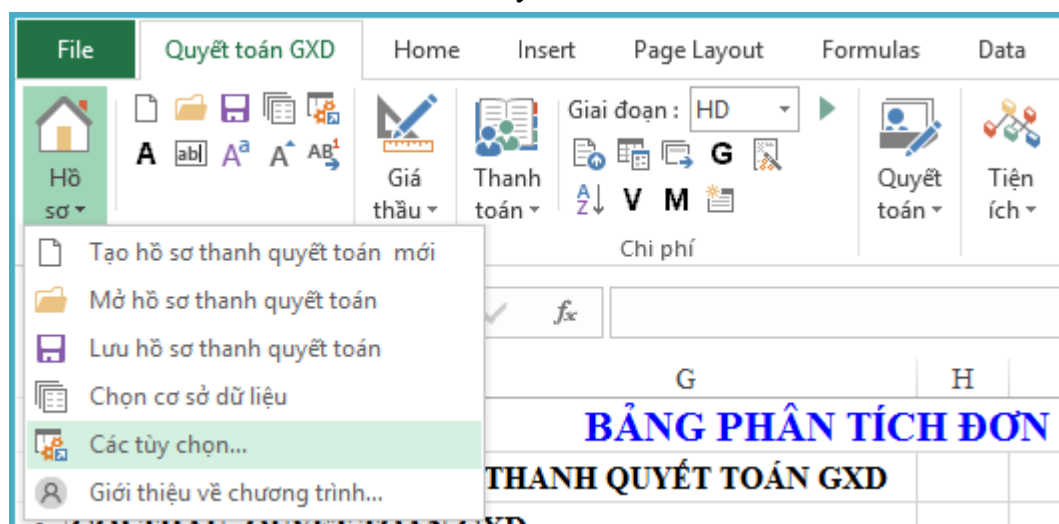 File Quyết toán GXD Home Insert Page Layout Formulas Data
Giai đoạn : HD
A abl Aª A^ AB¹ G
Hồ sơ
Giá thầu
Thanh toán
A Z V M
Quyết toán
Tiện ích
Chi phí
Tạo hồ sơ thanh quyết toán mới
Mở hồ sơ thanh quyết toán
fx
Lưu hồ sơ thanh quyết toán
Chọn cơ sở dữ liệu
G H
Các tùy chọn...
BẢNG PHÂN TÍCH ĐƠN
Giới thiệu về chương trình...
THANH QUYẾT TOÁN GXD